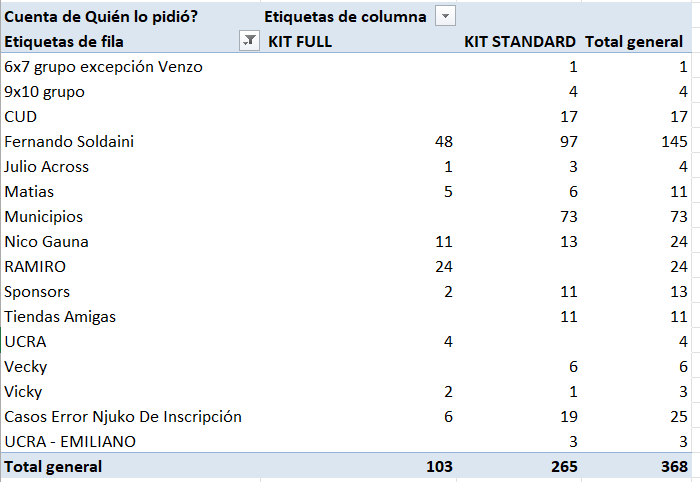 Cuenta de Quién lo pidió? Etiquetas de columna
Etiquetas de fila KIT FULL KIT STANDARD Total general
6x7 grupo excepción Venzo 1 1
9x10 grupo 4 4
CUD 17 17
Fernando Soldaini 48 97 145
Julio Across 1 3 4
Matias 5 6 11
Municipios 73 73
Nico Gauna 11 13 24
RAMIRO 24 24
Sponsors 2 11 13
Tiendas Amigas 11 11
UCRA 4 4
Vecky 6 6
Vicky 2 1 3
Casos Error Njuko De Inscripción 6 19 25
UCRA - EMILIANO 3 3
Total general 103 265 368